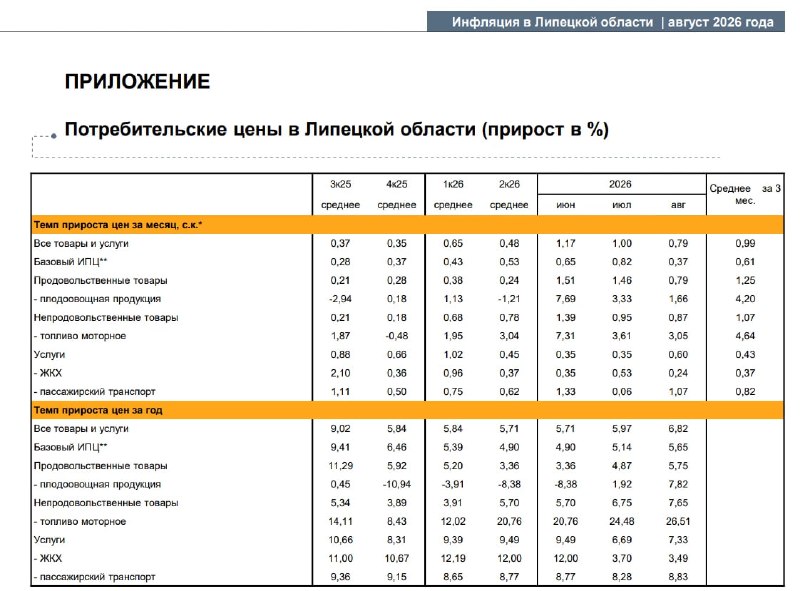 Инфляция в Липецкой области | август 2026 года
ПРИЛОЖЕНИЕ
Потребительские цены в Липецкой области (прирост в %)
3к25 4к25 1к26 2к26 2026 Среднее за 3 мес.
среднее среднее среднее среднее июн июл авг
Темп прироста цен за месяц, с.к.*
Все товары и услуги 0,37 0,35 0,65 0,48 1,17 1,00 0,79 0,99
Базовый ИПЦ** 0,28 0,37 0,43 0,53 0,65 0,82 0,37 0,61
Продовольственные товары 0,21 0,28 0,38 0,24 1,51 1,46 0,79 1,25
- плодоовощная продукция -2,94 0,18 1,13 -1,21 7,69 3,33 1,66 4,20
Непродовольственные товары 0,21 0,18 0,68 0,78 1,39 0,95 0,87 1,07
- топливо моторное 1,87 -0,48 1,95 3,04 7,31 3,61 3,05 4,64
Услуги 0,88 0,66 1,02 0,45 0,35 0,35 0,60 0,43
- ЖКХ 2,10 0,36 0,96 0,37 0,35 0,53 0,24 0,37
- пассажирский транспорт 1,11 0,50 0,75 0,62 1,33 0,06 1,07 0,82
Темп прироста цен за год
Все товары и услуги 9,02 5,84 5,84 5,71 5,71 5,97 6,82
Базовый ИПЦ** 9,41 6,46 5,39 4,90 4,90 5,14 5,65
Продовольственные товары 11,29 5,92 5,20 3,36 3,36 4,87 5,75
- плодоовощная продукция 0,45 -10,94 -3,91 -8,38 -8,38 1,92 7,82
Непродовольственные товары 5,34 3,89 3,91 5,70 5,70 6,75 7,65
- топливо моторное 14,11 8,43 12,02 20,76 20,76 24,48 26,51
Услуги 10,66 8,31 9,39 9,49 9,49 6,69 7,33
- ЖКХ 11,00 10,67 12,19 12,00 12,00 3,70 3,49
- пассажирский транспорт 9,36 9,15 8,65 8,77 8,77 8,28 8,83